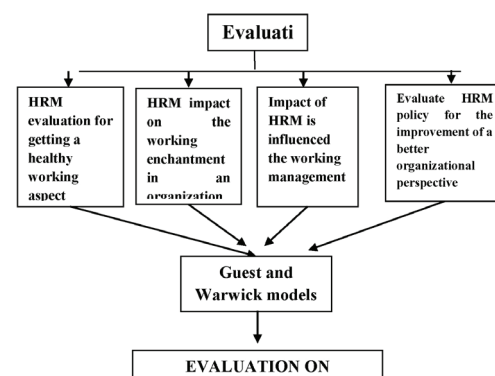 Evaluati
HRM
evaluation for
getting a
healthy
working
aspect
HRM impact
on the
working
enchantment
in an
organization
Impact of
HRM is
influenced
the working
management
Evaluate HRM
policy for the
improvement of a
better
organizational
perspective
Guest and
Warwick models
EVALUATION ON